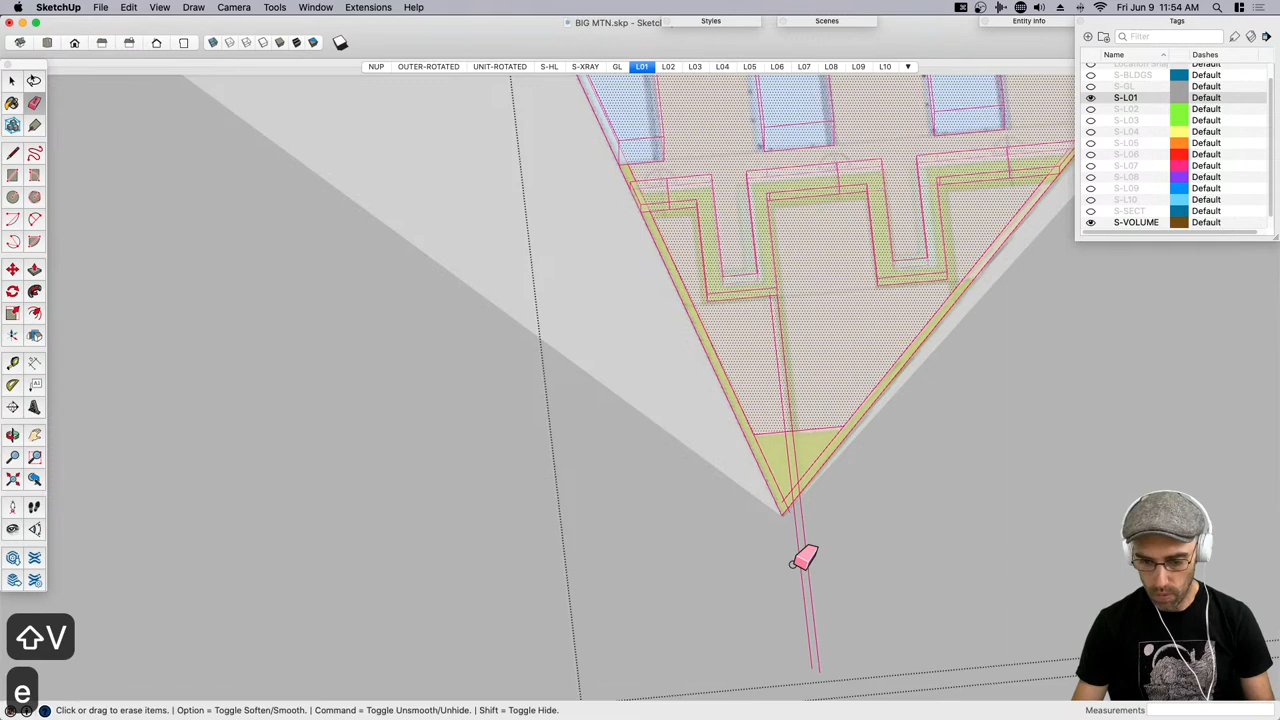 SketchUp File Edit View Draw Camera Tools Window Extensions Help Fri Jun 9 11:54 AM
BIG MTN.skp - Sketc Styles Scenes Entity Info Tags
Filter
Name Dashes
S-BLDGS Default
S-GL Default
S-L01 Default
S-L02 Default
S-L03 Default
S-L04 Default
S-L05 Default
S-L06 Default
S-L07 Default
S-L08 Default
S-L09 Default
S-L10 Default
S-SECT Default
S-VOLUME Default
NUP OUTER-ROTATED UNIT-ROTATED S-HL S-XRAY GL L01 L02 L03 L04 L05 L06 L07 L08 L09 L10
⇧V
e
Click or drag to erase items. | Option = Toggle Soften/Smooth. | Command = Toggle Unsmooth/Unhide. | Shift = Toggle Hide. Measurements